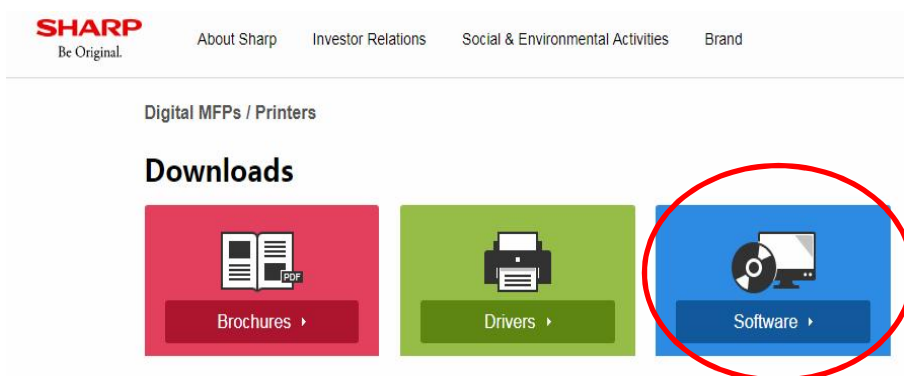 SHARP
Be Original.
About Sharp Investor Relations Social & Environmental Activities Brand
Digital MFPs / Printers
Downloads
PDF
Brochures Drivers Software